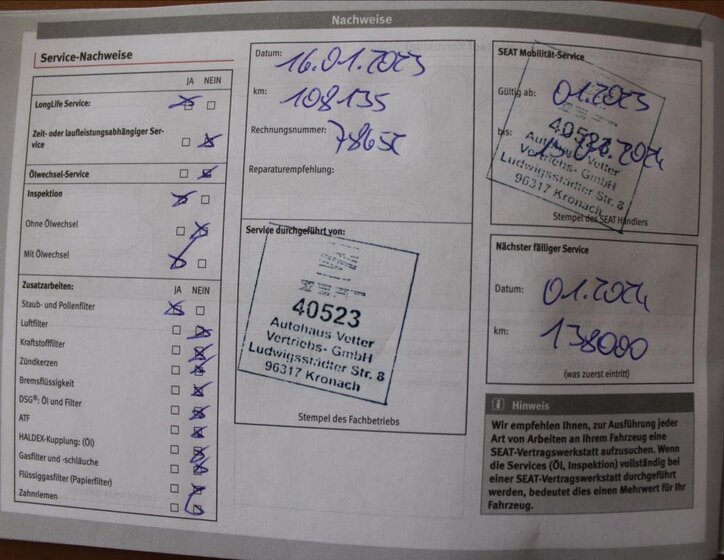 Nachweise
Service-Nachweise
JA NEIN
LongLife Service:
Zeit- oder laufleistungsabhängiger Ser-
vice
Ölwechsel-Service
Inspektion
Ohne Ölwechsel
Mit Ölwechsel
Zusatzarbeiten: JA NEIN
Staub- und Pollenfilter
Luftfilter
Kraftstofffilter
Zündkerzen
Bremsflüssigkeit
DSG®: Öl und Filter
ATF
HALDEX-Kupplung: (Öl)
Gasfilter und -schläuche
Flüssiggasfilter (Papierfilter)
Zahnriemen
Datum: 16.01.2023
km: 108135
Rechnungsnummer:
Reparaturempfehlung:
Service durchgeführt von:
40523
Autohaus Vetter
Vertriebs- GmbH
Ludwigsstädter Str. 8
96317 Kronach
Stempel des Fachbetriebs
SEAT Mobilität-Service
Gültig ab: 01.2023
bis:
40523
Autohaus Vetter
Vertriebs- GmbH
Ludwigsstädter Str. 8
96317 Kronach
Stempel des SEAT Händlers
Nächster fälliger Service
Datum: 01.2024
km: 138000
(was zuerst eintritt)
Hinweis
Wir empfehlen Ihnen, zur Ausführung jeder
Art von Arbeiten an Ihrem Fahrzeug eine
SEAT-Vertragswerkstatt aufzusuchen. Wenn
die Services (Öl, Inspektion) vollständig bei
einer SEAT-Vertragswerkstatt durchgeführt
werden, bedeutet dies einen Mehrwert für Ihr
Fahrzeug.